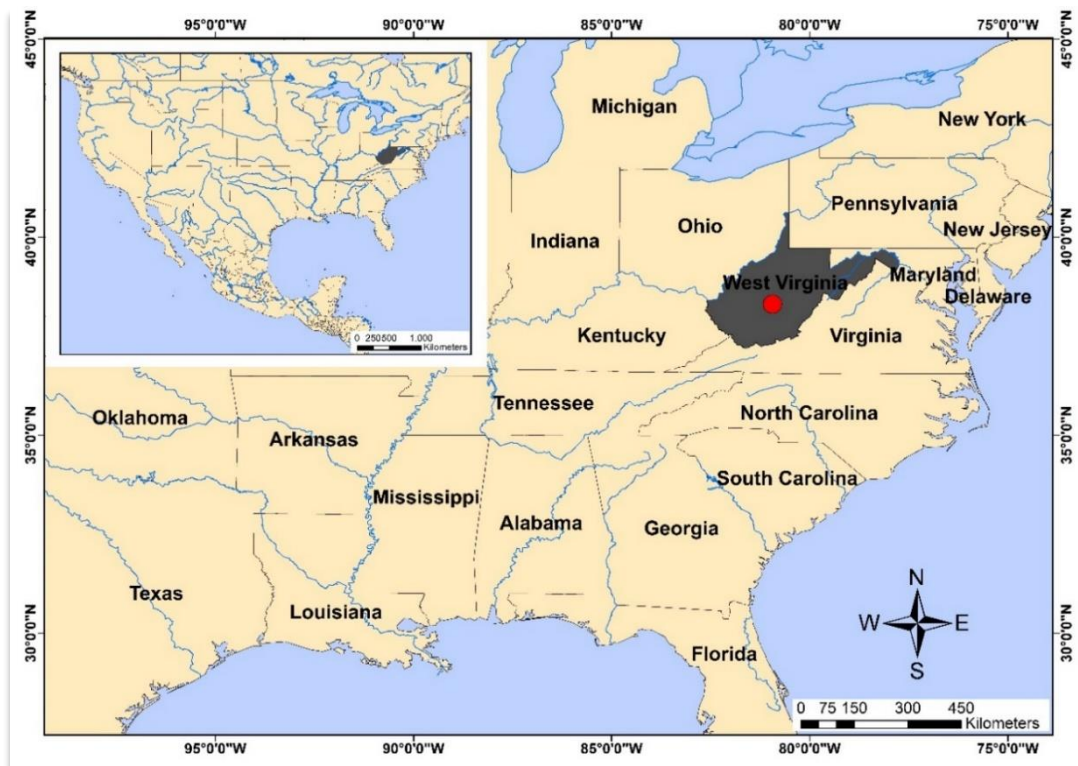 95°0'0"W
90°0'0"W
85°0'0"W
80°0'0"W
75°0'0"W
45°0'0"N
45°0'0"N
Michigan
New York
Pennsylvania
Ohio
New Jersey
40°0'0"N
40°0'0"N
Indiana
Maryland
West Virginia
Delaware
Kentucky
Virginia
0 250500 1,000
Kilometers
Tennessee
North Carolina
Oklahoma
Arkansas
35°0'0"N
35°0'0"N
South Carolina
Mississippi
Alabama
Georgia
Texas
Louisiana
N
W E
S
30°0'0"N
30°0'0"N
Florida
0 75 150 300 450
Kilometers
95°0'0"W
90°0'0"W
85°0'0"W
80°0'0"W
75°0'0"W